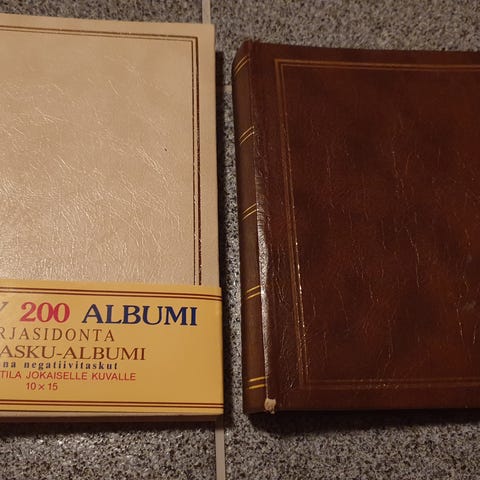 200 ALBUMI
RJASIDONTA
ASKU-ALBUMI
na negatiivitaskut
TILA JOKAISELLE KUVALLE
10 x 15